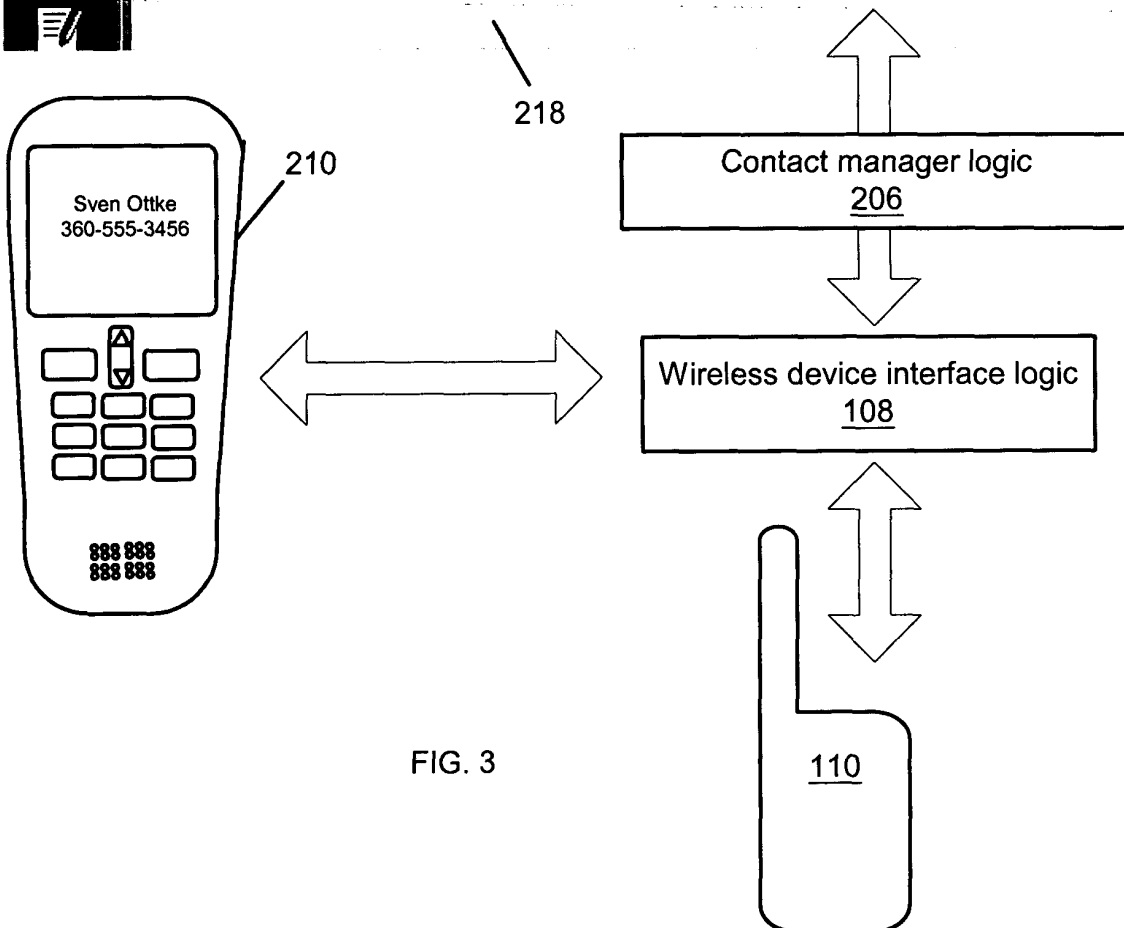 218
210
Sven Ottke
360-555-3456
Contact manager logic
206
Wireless device interface logic
108
110
FIG. 3